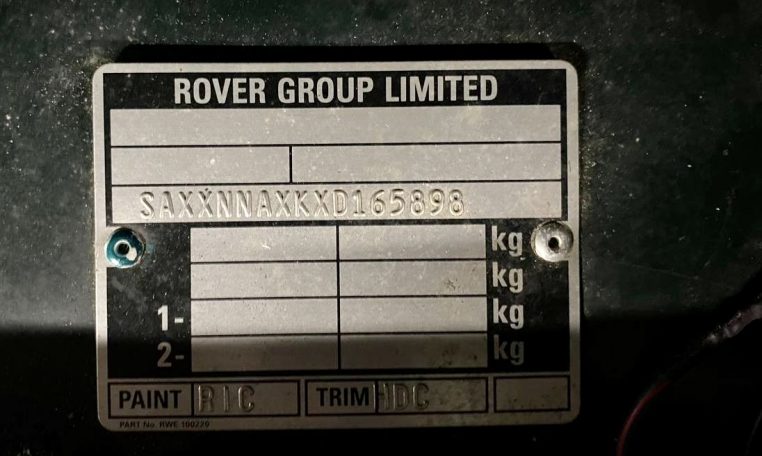 ROVER GROUP LIMITED
SAXXNNAXKXD165898
kg
kg
1- kg
2- kg
PAINT RIC TRIM HDC
PART No. RWE 100220